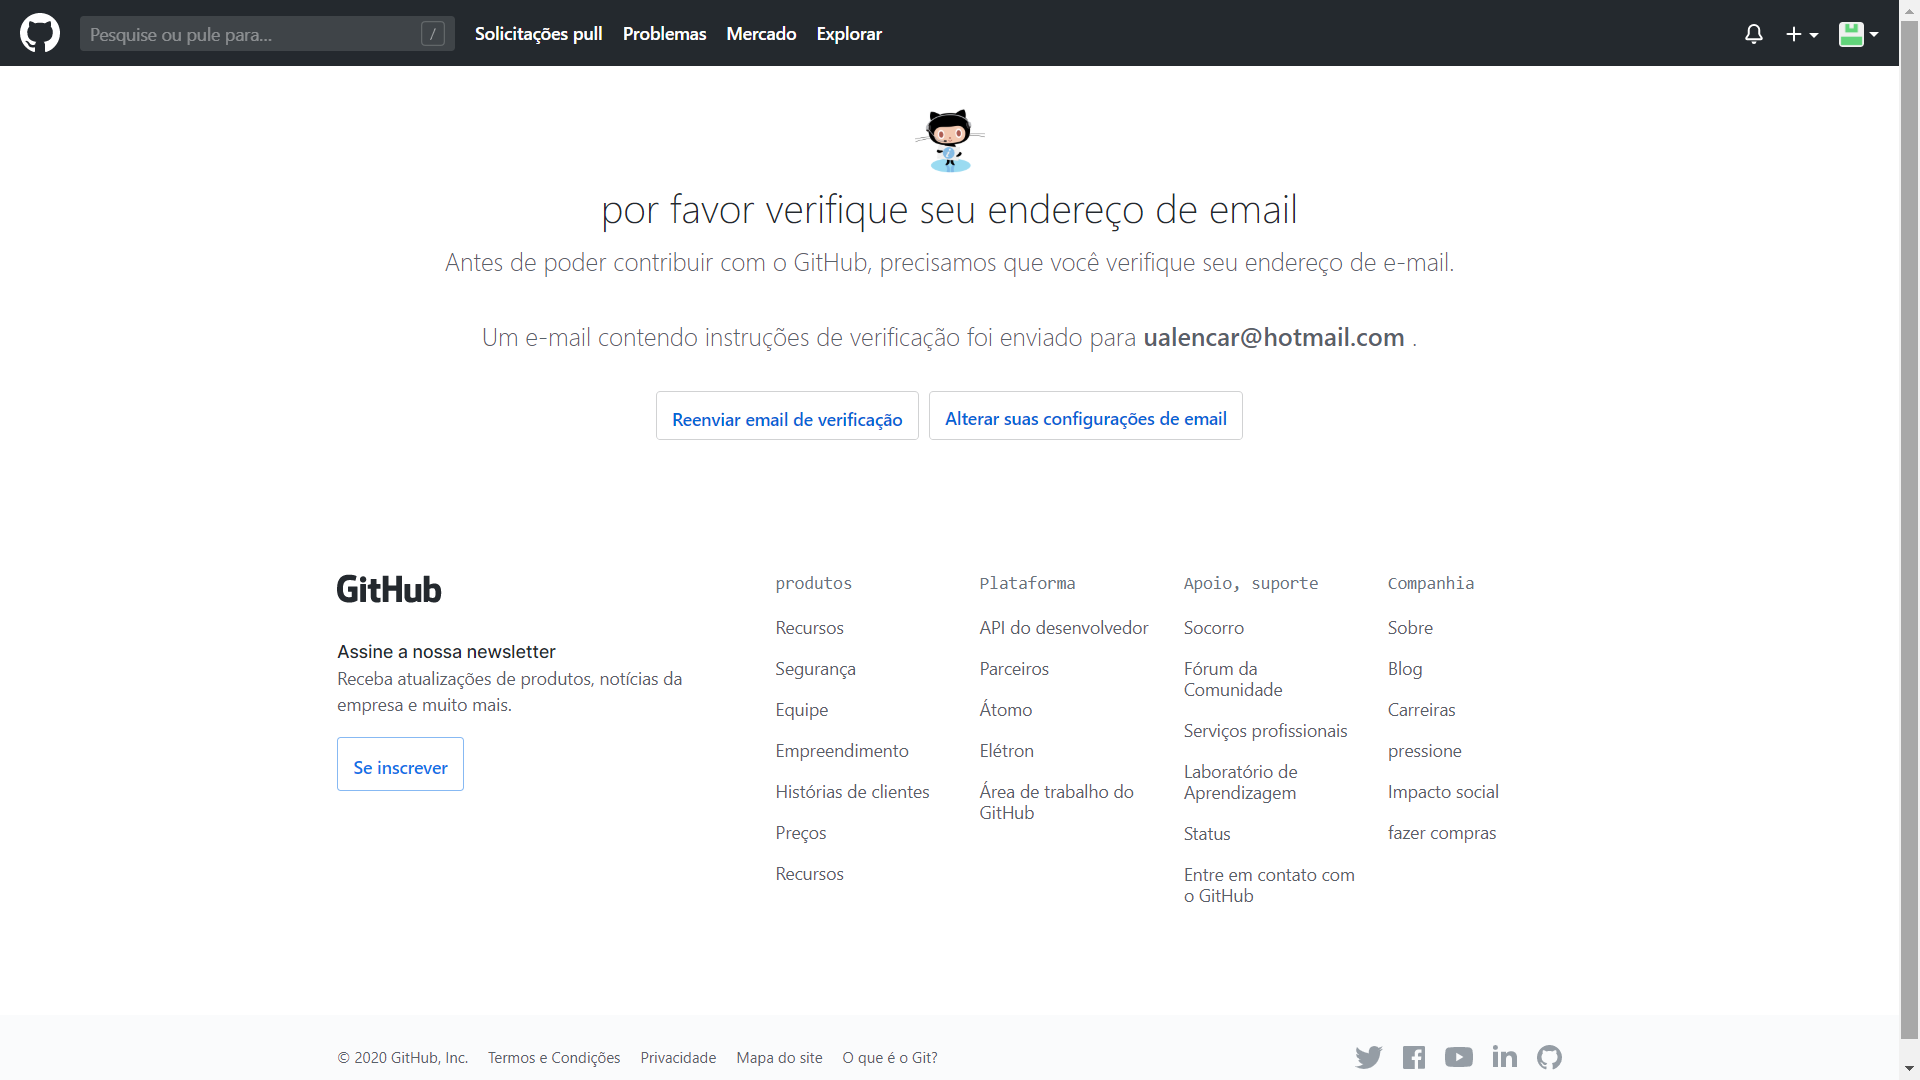 Pesquise ou pule para... /
Solicitações pull Problemas Mercado Explorar
por favor verifique seu endereço de email
Antes de poder contribuir com o GitHub, precisamos que você verifique seu endereço de e-mail.
Um e-mail contendo instruções de verificação foi enviado para ualencar@hotmail.com .
Reenviar email de verificação
Alterar suas configurações de email
GitHub
Assine a nossa newsletter
Receba atualizações de produtos, notícias da
empresa e muito mais.
Se inscrever
produtos
Recursos
Segurança
Equipe
Empreendimento
Histórias de clientes
Preços
Recursos
Plataforma
API do desenvolvedor
Parceiros
Átomo
Elétron
Área de trabalho do
GitHub
Apoio, suporte
Socorro
Fórum da
Comunidade
Serviços profissionais
Laboratório de
Aprendizagem
Status
Entre em contato com
o GitHub
Companhia
Sobre
Blog
Carreiras
pressione
Impacto social
fazer compras
© 2020 GitHub, Inc. Termos e Condições Privacidade Mapa do site O que é o Git?